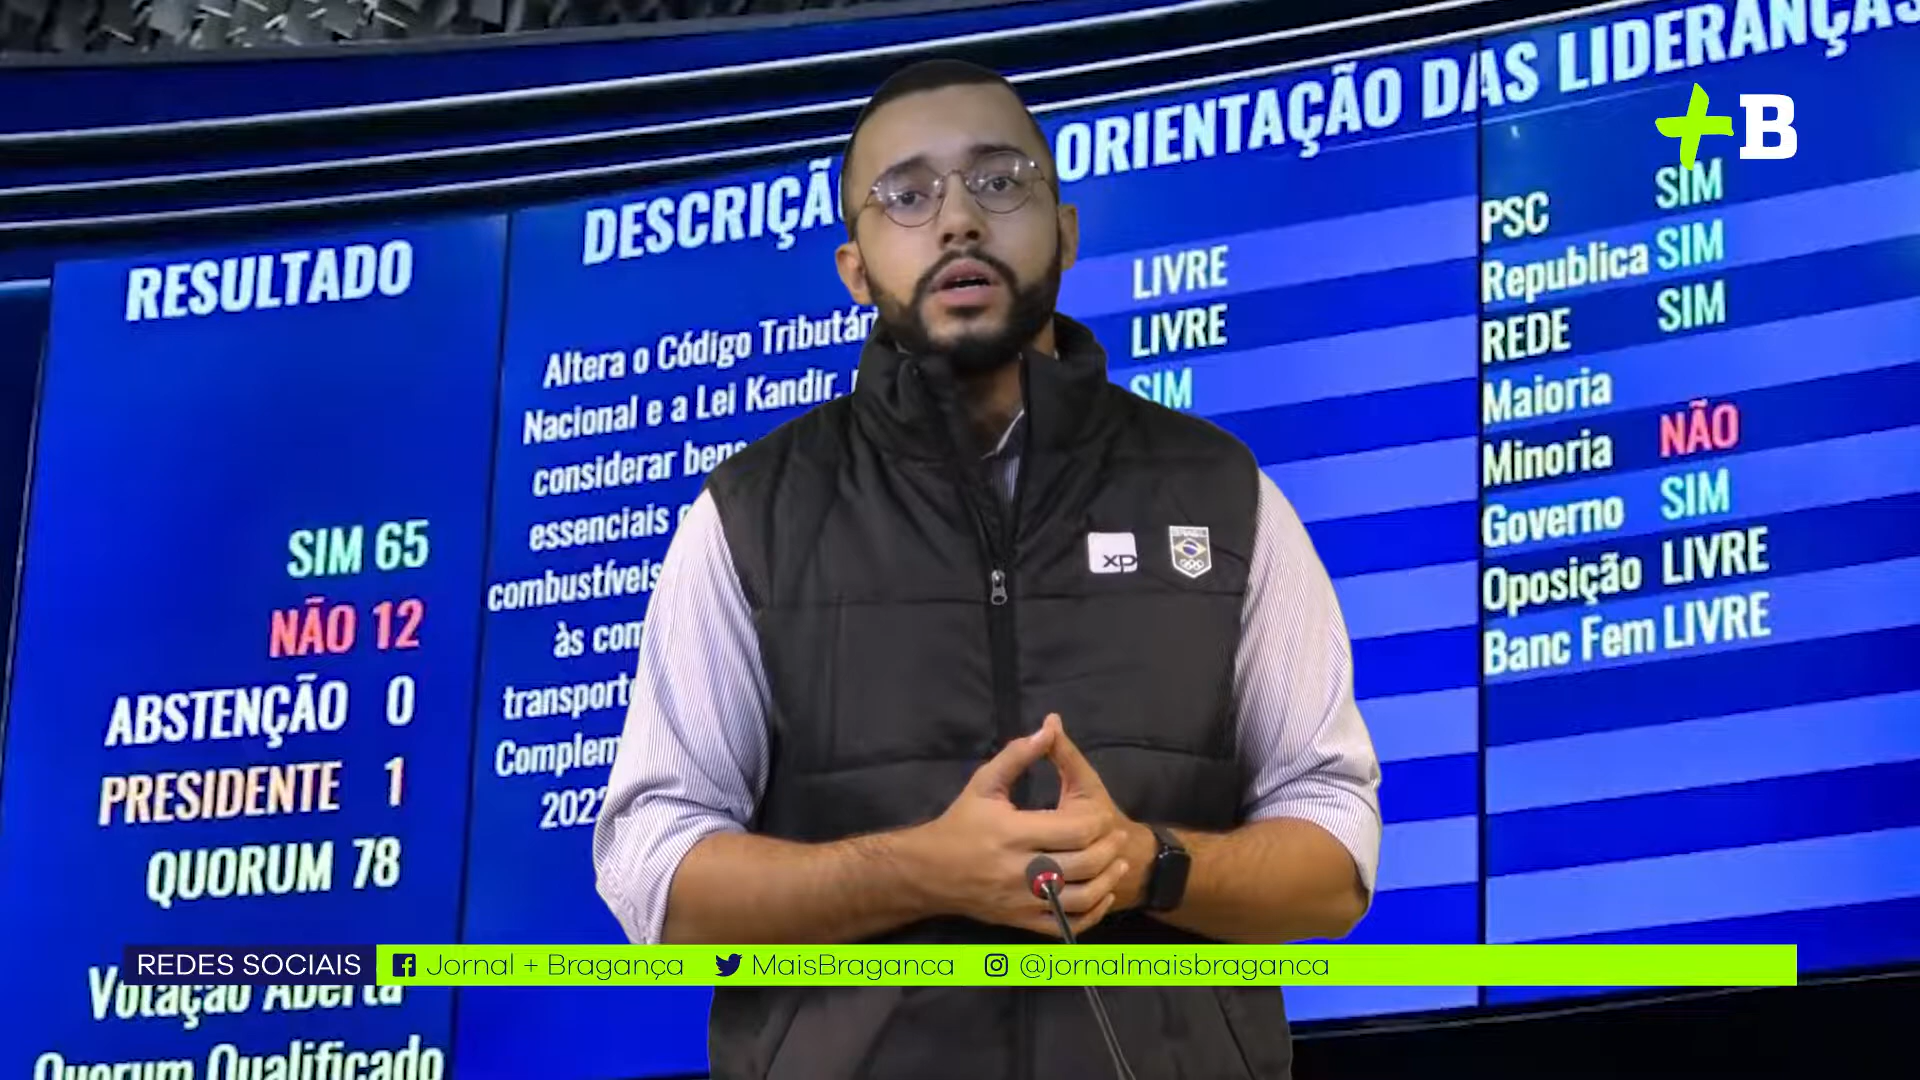 +B
ORIENTAÇÃO DAS LIDERANÇAS
DESCRIÇÃ
RESULTADO
SIM 65
NÃO 12
ABSTENÇÃO 0
PRESIDENTE 1
QUORUM 78
Votação Aberta
Quorum Qualificado
Altera o Código Tributári
Nacional e a Lei Kandir,
considerar bens
essenciais
combustíveis
às com
transport
Complem
2022
LIVRE
LIVRE
SIM
PSC SIM
Republica SIM
REDE SIM
Maioria
Minoria NÃO
Governo SIM
Oposição LIVRE
Banc Fem LIVRE
xp
REDES SOCIAIS Jornal + Bragança MaisBraganca @jornalmaisbraganca